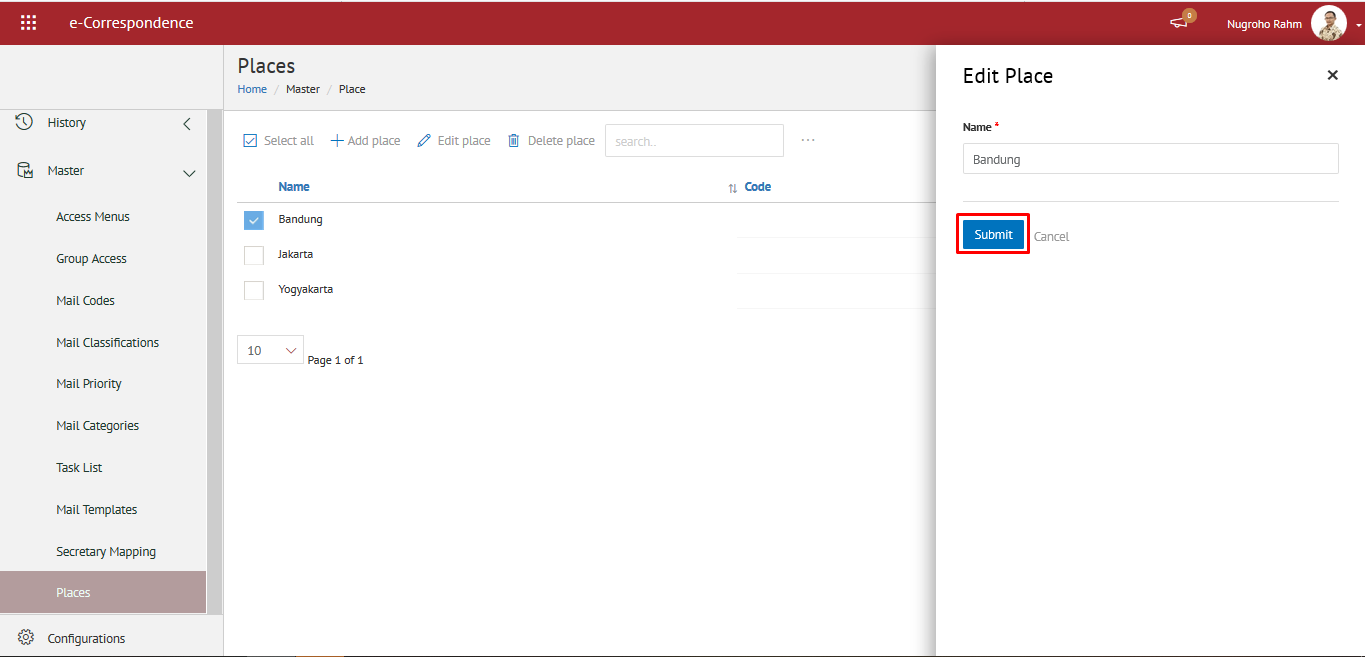 e-Correspondence
0
Nugroho Rahm
Places
Home / Master / Place
Edit Place
History
Master
Access Menus
Group Access
Mail Codes
Mail Classifications
Mail Priority
Mail Categories
Task List
Mail Templates
Secretary Mapping
Places
Configurations
Select all Add place Edit place Delete place search.. ...
Name Code
Bandung
Jakarta
Yogyakarta
10 Page 1 of 1
Name *
Bandung
Submit Cancel